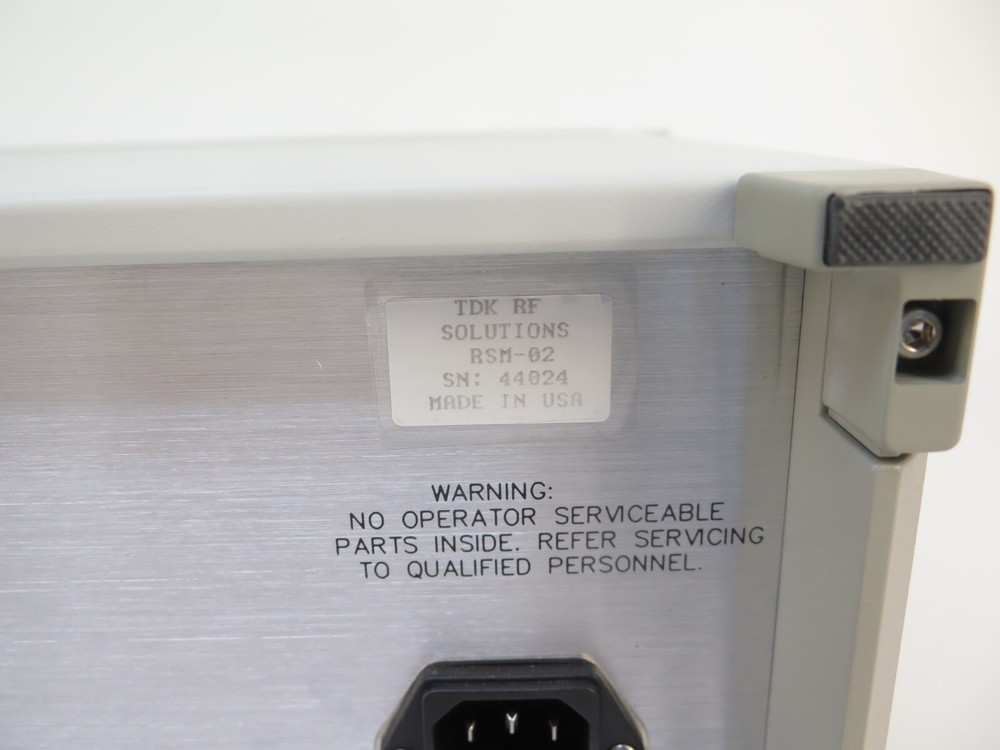 TDK RF
SOLUTIONS
RSM-02
SN: 44024
MADE IN USA
WARNING:
NO OPERATOR SERVICEABLE
PARTS INSIDE. REFER SERVICING
TO QUALIFIED PERSONNEL.